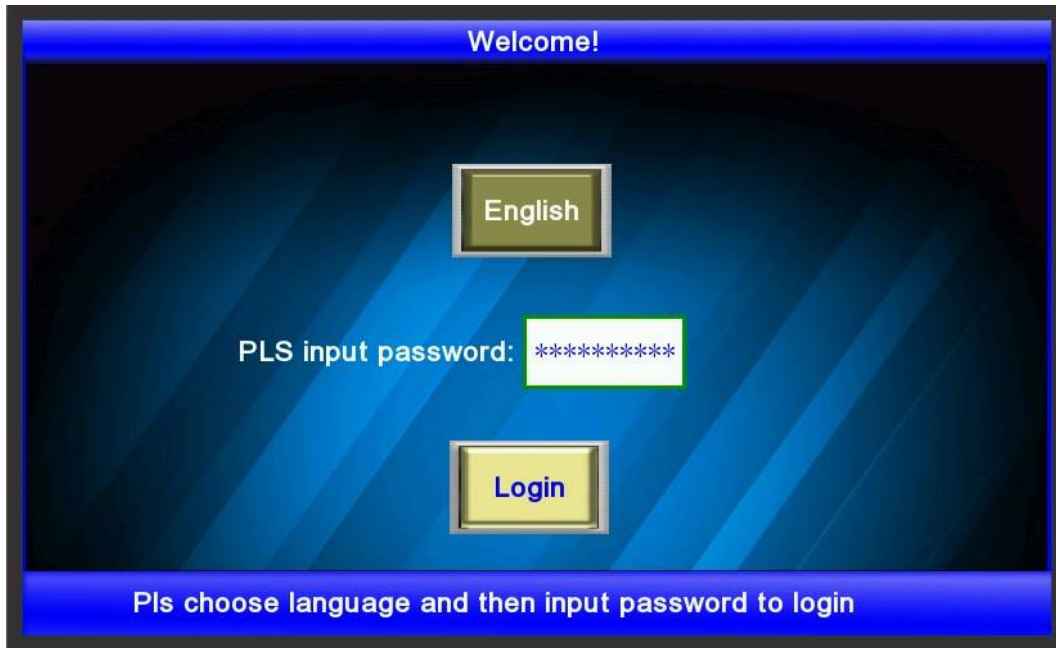 Welcome!
English
PLS input password: **********
Login
Pls choose language and then input password to login